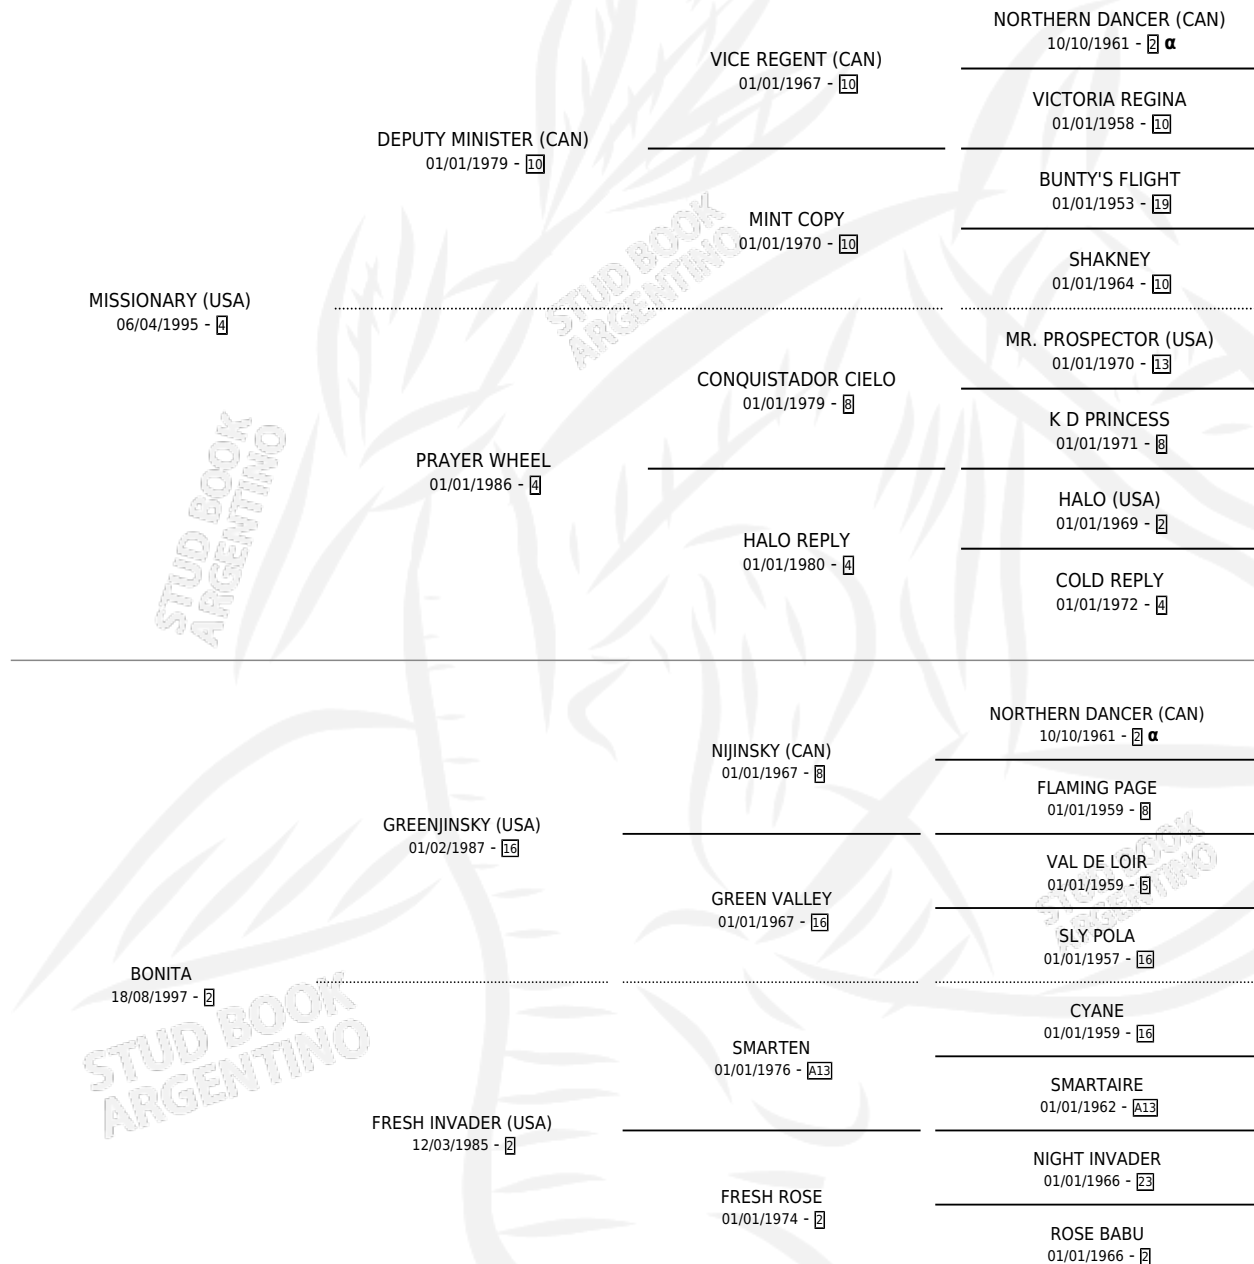 NORTHERN DANCER (CAN)
10/10/1961 - 2 α
VICE REGENT (CAN)
01/01/1967 - 10
VICTORIA REGINA
01/01/1958 - 10
DEPUTY MINISTER (CAN)
01/01/1979 - 10
BUNTY'S FLIGHT
01/01/1953 - 19
MINT COPY
01/01/1970 - 10
SHAKNEY
01/01/1964 - 10
MISSIONARY (USA)
06/04/1995 - 4
MR. PROSPECTOR (USA)
01/01/1970 - 13
CONQUISTADOR CIELO
01/01/1979 - 8
K D PRINCESS
01/01/1971 - 8
PRAYER WHEEL
01/01/1986 - 4
HALO (USA)
01/01/1969 - 2
HALO REPLY
01/01/1980 - 4
COLD REPLY
01/01/1972 - 4
NORTHERN DANCER (CAN)
10/10/1961 - 2 α
NIJINSKY (CAN)
01/01/1967 - 8
FLAMING PAGE
01/01/1959 - 8
GREENJINSKY (USA)
01/02/1987 - 16
VAL DE LOIR
01/01/1959 - 5
GREEN VALLEY
01/01/1967 - 16
SLY POLA
01/01/1957 - 16
BONITA
18/08/1997 - 2
CYANE
01/01/1959 - 16
SMARTEN
01/01/1976 - A13
SMARTAIRE
01/01/1962 - A13
FRESH INVADER (USA)
12/03/1985 - 2
NIGHT INVADER
01/01/1966 - 23
FRESH ROSE
01/01/1974 - 2
ROSE BABU
01/01/1966 - 2
STUD BOOK
ARGENTINO
STUD BOOK
ARGENTINO
STUD BOOK
ARGENTINO
STUD BOOK
ARGENTINO